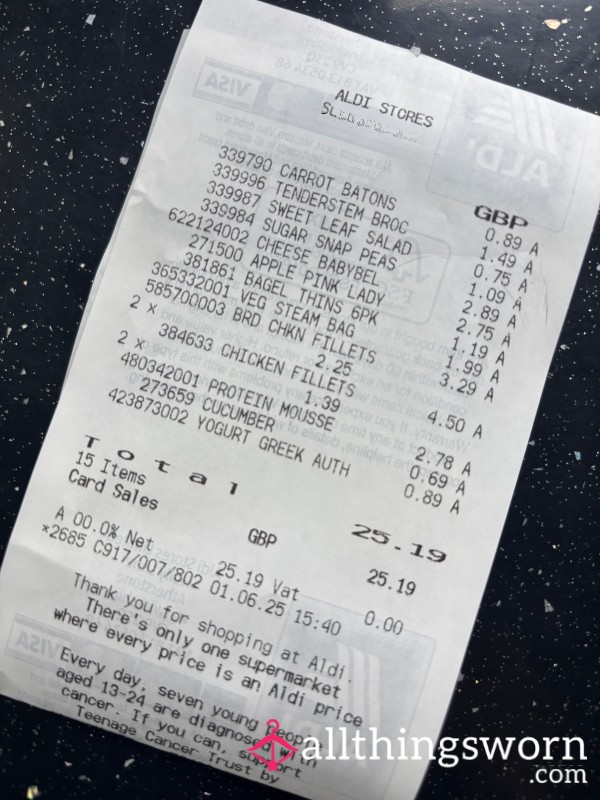 ALDI STORES
GBP
339790 CARROT BATONS 0.89 A
339996 TENDERSTEM BROC 1.49 A
339987 SWEET LEAF SALAD 0.75 A
339984 SUGAR SNAP PEAS 1.09 A
622124002 CHEESE BABYBEL 2.89 A
271500 APPLE PINK LADY 2.75 A
381861 BAGEL THINS 6PK 1.19 A
365332001 VEG STEAM BAG 1.99 A
585700003 BRD CHKN FILLETS 3.29 A
2 x 2.25
384633 CHICKEN FILLETS 4.50 A
2 x 1.39
480342001 PROTEIN MOUSSE 2.78 A
273659 CUCUMBER 0.69 A
423873002 YOGURT GREEK AUTH 0.89 A
Total 25.19
15 Items
Card Sales GBP 25.19
A 00.0% Net 25.19 Vat 0.00
*2685 C917/007/802 01.06.25 15:40
Thank you for shopping at Aldi.
There's only one supermarket
where every price is an Aldi price
Every day, seven young people
aged 13-24 are diagnosed with
cancer. If you can, support
Teenage Cancer Trust by
allthingsworn
.com